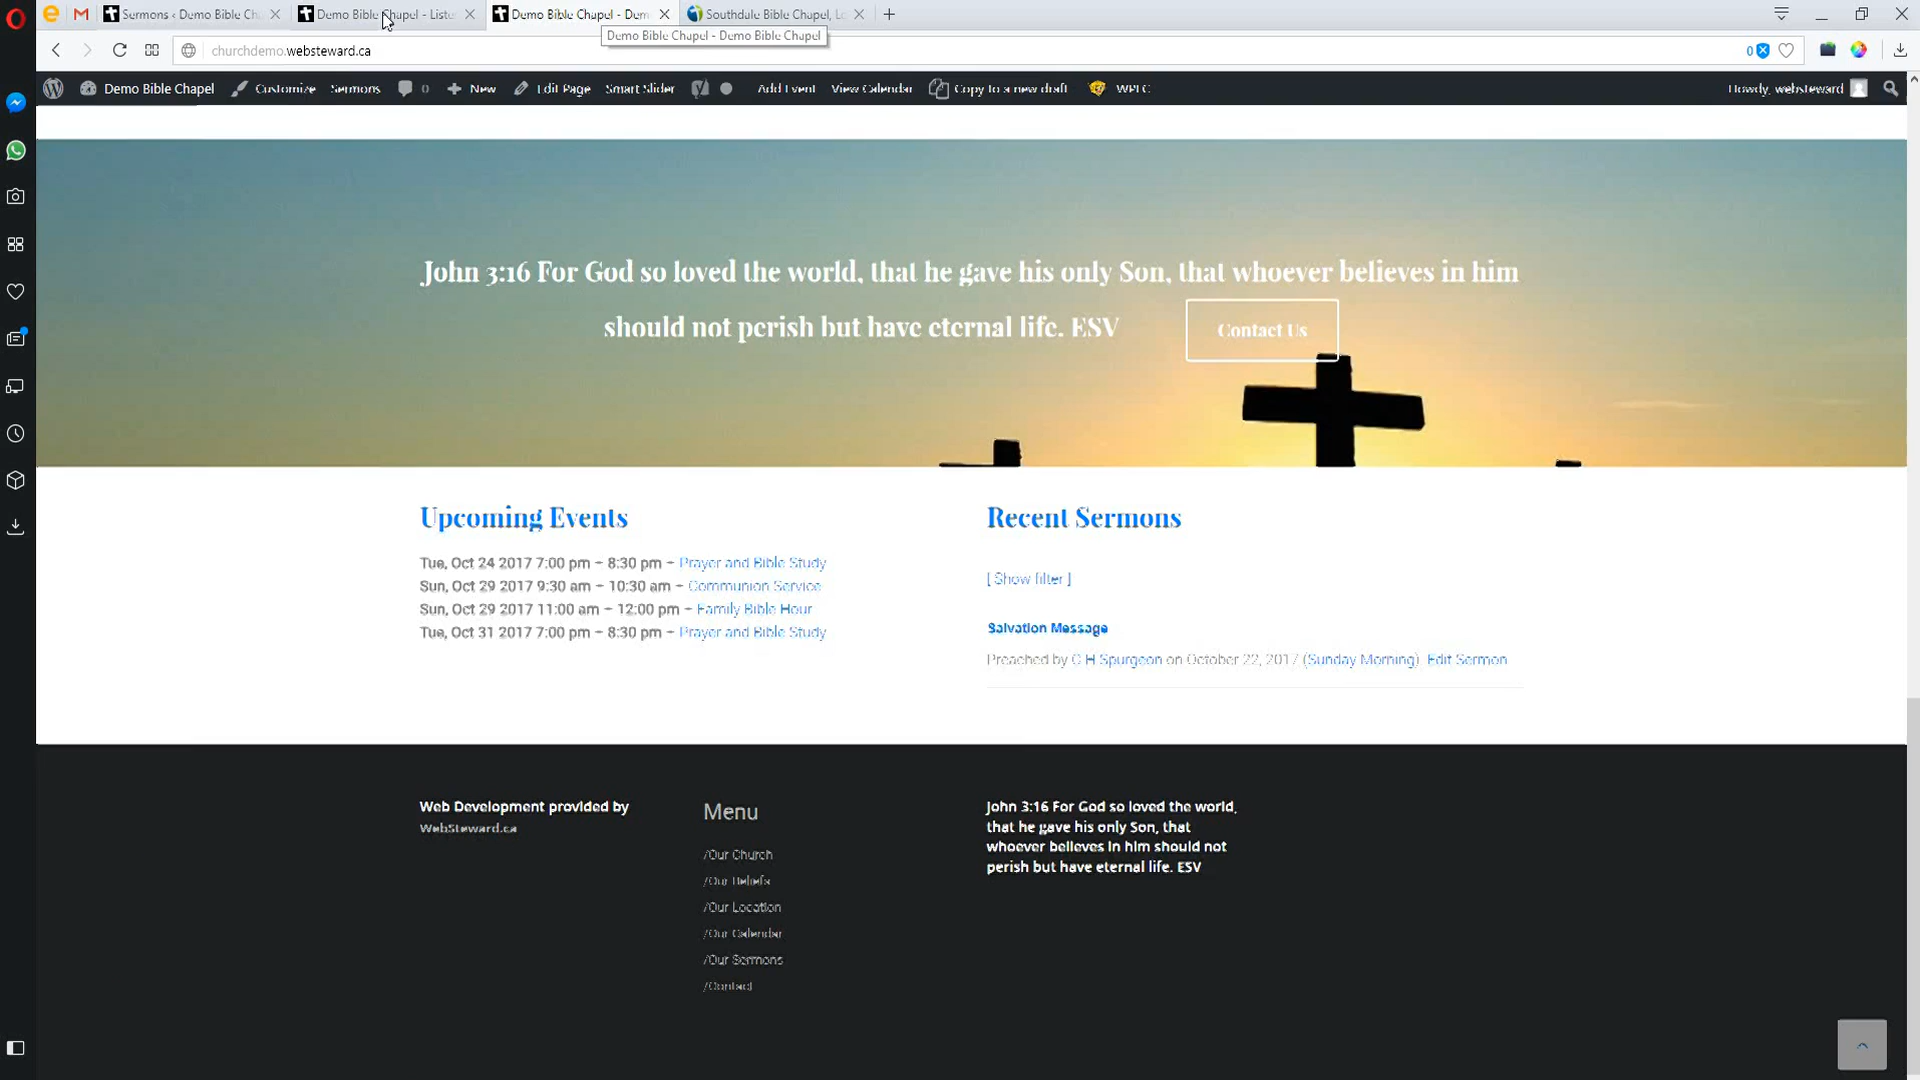 Sermons ‹ Demo Bible Ch
Demo Bible Chapel - Liste
Demo Bible Chapel - Dem
Southdale Bible Chapel, Lo
Demo Bible Chapel - Demo Bible Chapel
churchdemo.websteward.ca
0
Demo Bible Chapel
Customize
Sermons
0
New
Edit Page
Smart Slider
Add Event
View Calendar
Copy to a new draft
Howdy, websteward
John 3:16 For God so loved the world, that he gave his only Son, that whoever believes in him
should not perish but have eternal life. ESV
Contact Us
Upcoming Events
Tue, Oct 24 2017 7:00 pm – 8:30 pm – Prayer and Bible Study
Sun, Oct 29 2017 9:30 am – 10:30 am – Communion Service
Sun, Oct 29 2017 11:00 am – 12:00 pm – Family Bible Hour
Tue, Oct 31 2017 7:00 pm – 8:30 pm – Prayer and Bible Study
Recent Sermons
[ Show filter ]
Salvation Message
Preached by C H Spurgeon on October 22, 2017 (Sunday Morning) Edit Sermon
Web Development provided by
WebSteward.ca
Menu
/Our Church
/Our Beliefs
/Our Location
/Our Calendar
/Our Sermons
/Contact
John 3:16 For God so loved the world,
that he gave his only Son, that
whoever believes in him should not
perish but have eternal life. ESV